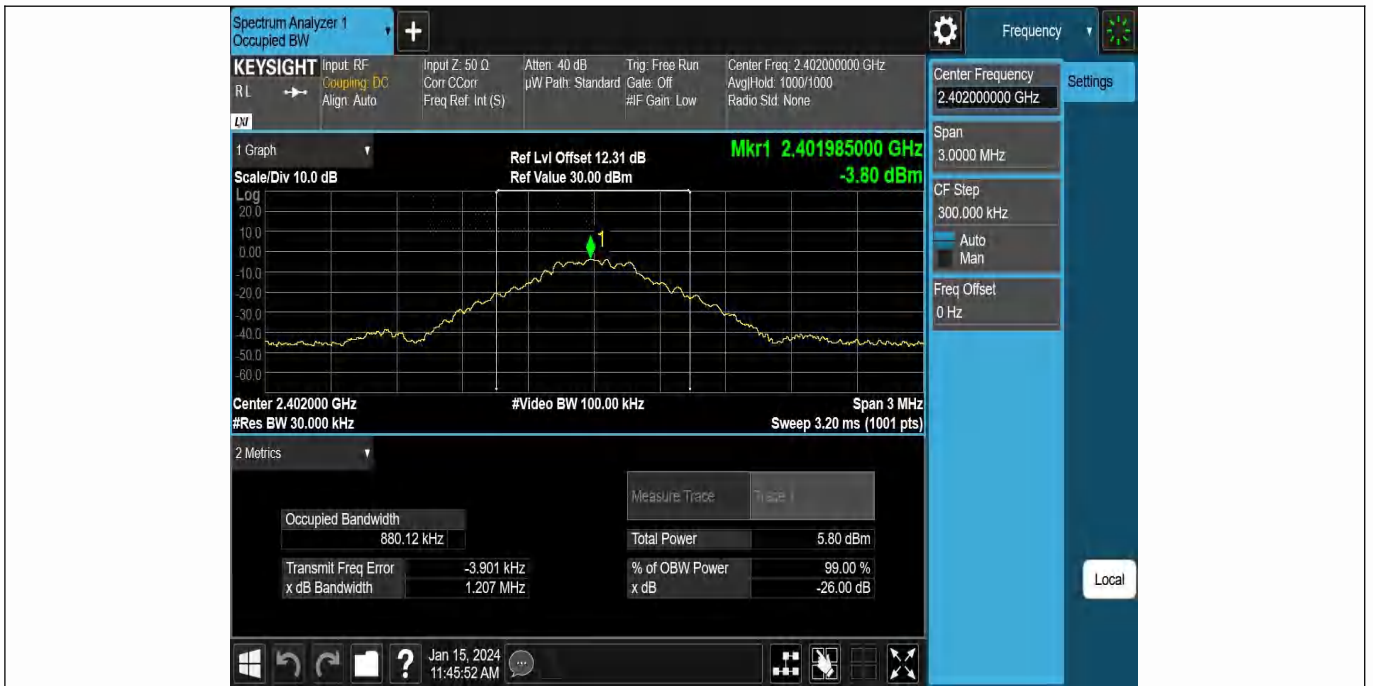 Spectrum Analyzer 1
Occupied BW
+
Frequency
KEYSIGHT
RL
LXI
Input: RF
Coupling: DC
Align: Auto
Input Z: 50 Ω
Corr CCorr
Freq Ref: Int (S)
Atten: 40 dB
µW Path: Standard
Trig: Free Run
Gate: Off
#IF Gain: Low
Center Freq: 2.402000000 GHz
Avg|Hold: 1000/1000
Radio Std: None
Center Frequency
2.402000000 GHz
Settings
Span
3.0000 MHz
CF Step
300.000 kHz
Auto
Man
Freq Offset
0 Hz
Local
1 Graph
Scale/Div 10.0 dB
Ref Lvl Offset 12.31 dB
Ref Value 30.00 dBm
Mkr1 2.401985000 GHz
-3.80 dBm
Log
20.0
10.0
0.00
-10.0
-20.0
-30.0
-40.0
-50.0
-60.0
1
Center 2.402000 GHz
#Video BW 100.00 kHz
Span 3 MHz
#Res BW 30.000 kHz
Sweep 3.20 ms (1001 pts)
2 Metrics
Measure Trace
Trace 1
Occupied Bandwidth
880.12 kHz
Total Power
5.80 dBm
Transmit Freq Error
-3.901 kHz
% of OBW Power
99.00 %
x dB Bandwidth
1.207 MHz
x dB
-26.00 dB
?
Jan 15, 2024
11:45:52 AM